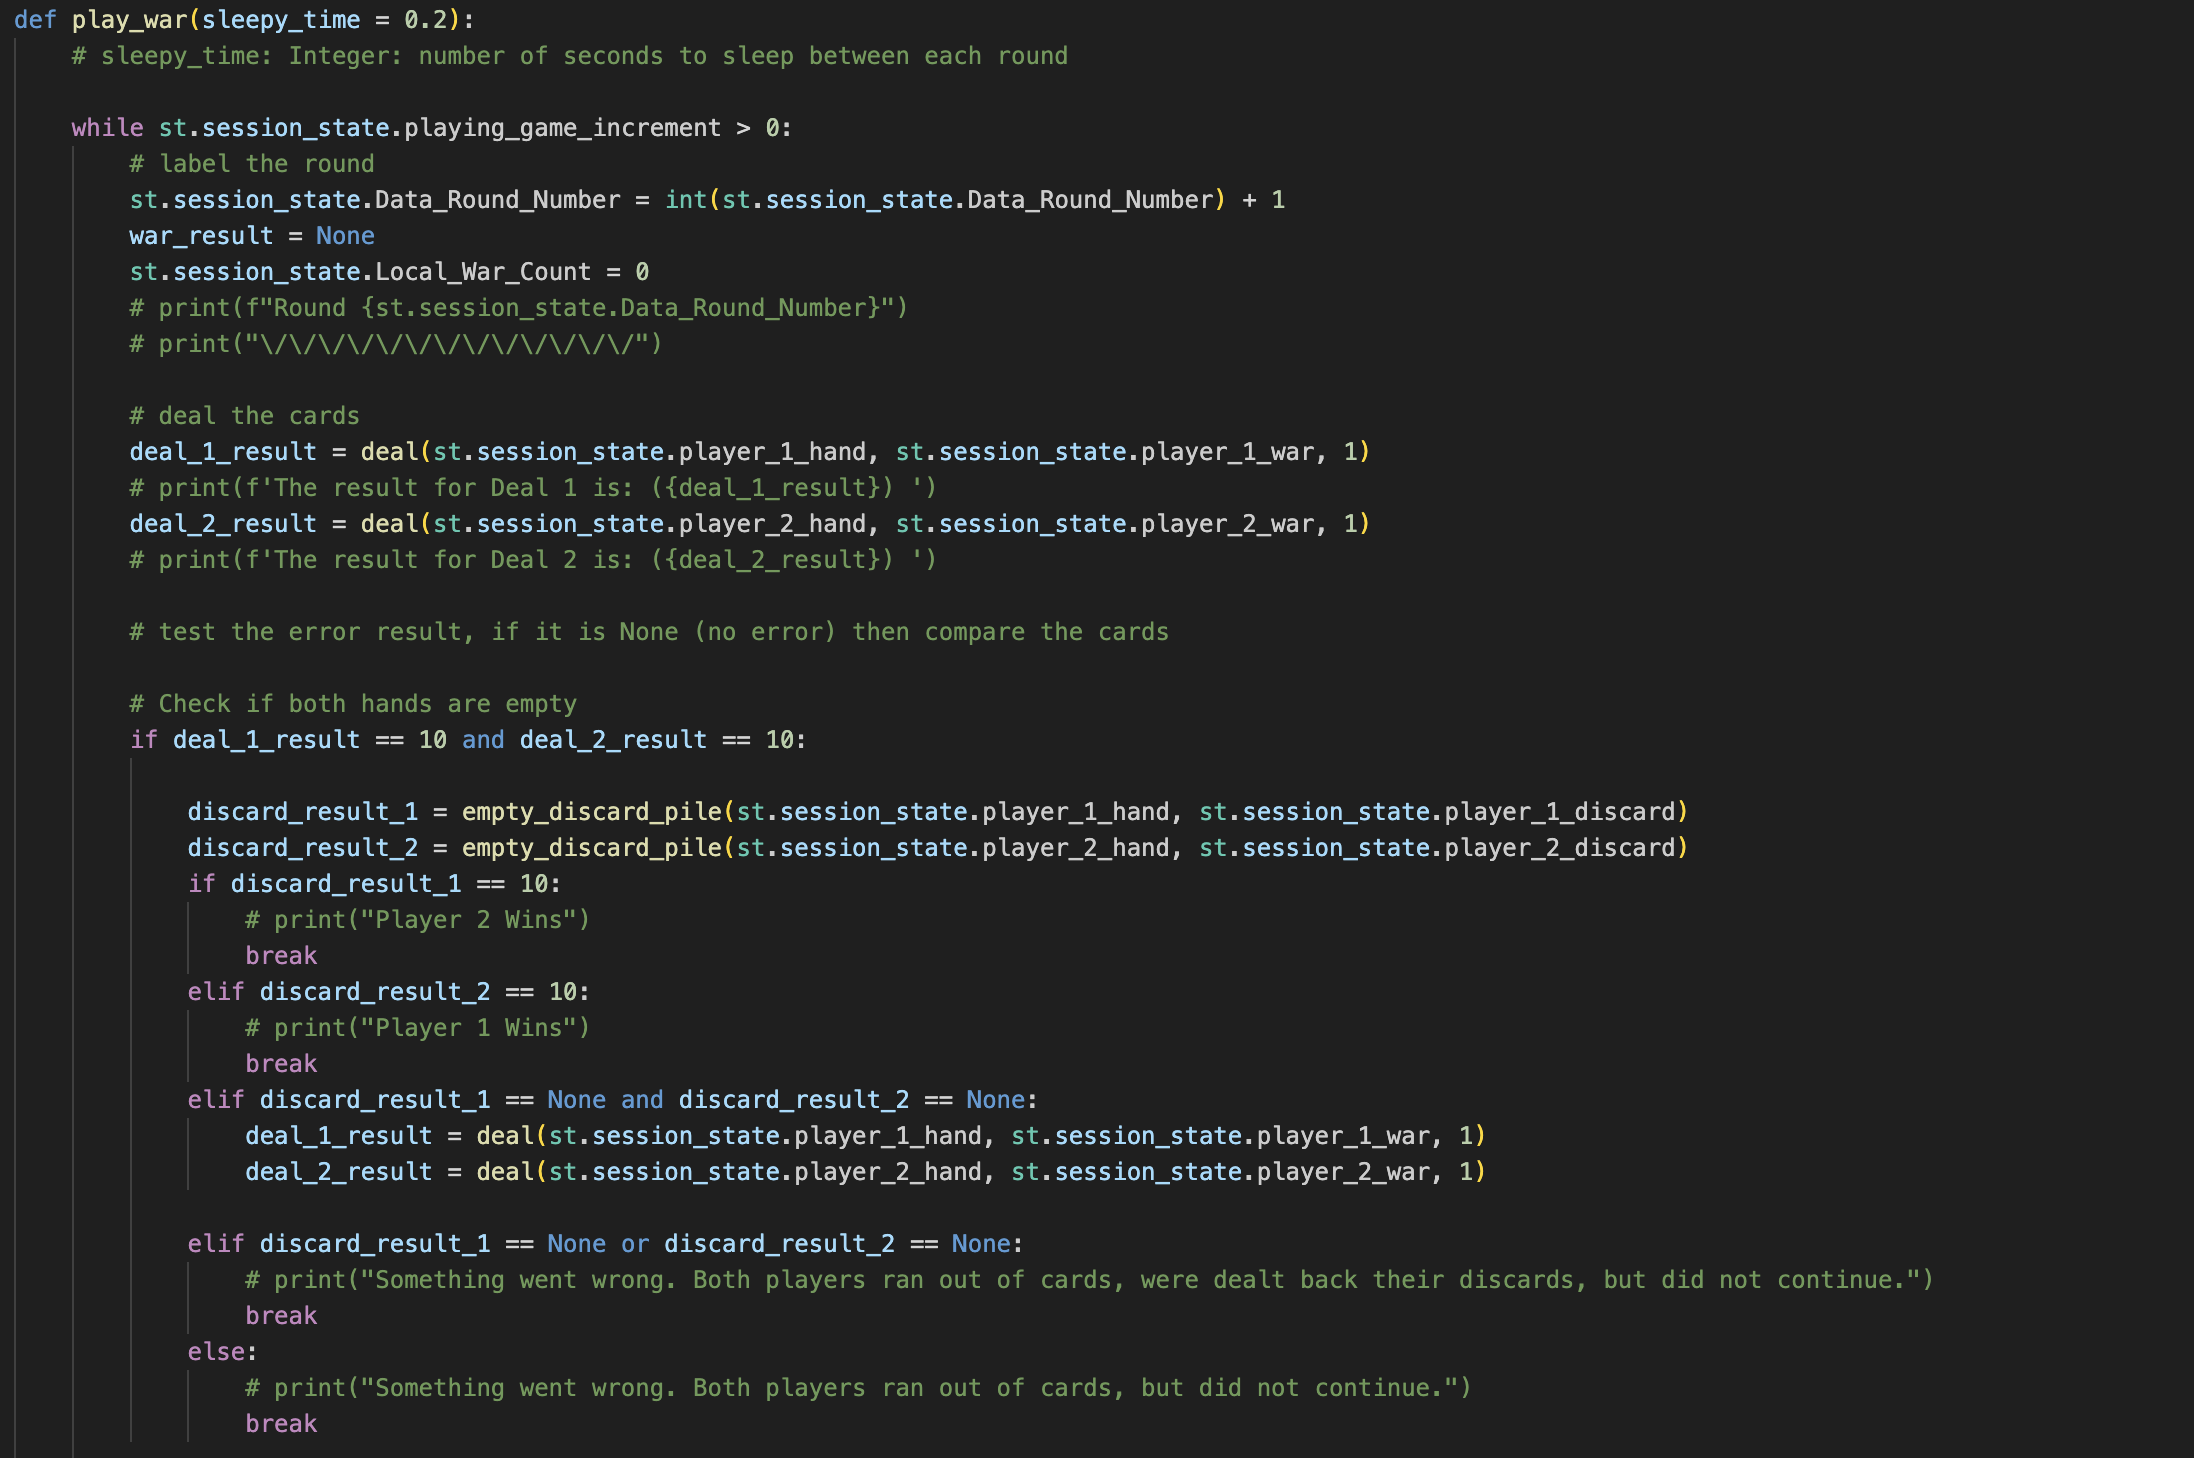 def play_war(sleepy_time = 0.2):
    # sleepy_time: Integer: number of seconds to sleep between each round

    while st.session_state.playing_game_increment > 0:
        # label the round
        st.session_state.Data_Round_Number = int(st.session_state.Data_Round_Number) + 1
        war_result = None
        st.session_state.Local_War_Count = 0
        # print(f"Round {st.session_state.Data_Round_Number}")
        # print("\/\/\/\/\/\/\/\/\/\/\/\/\/")

        # deal the cards
        deal_1_result = deal(st.session_state.player_1_hand, st.session_state.player_1_war, 1)
        # print(f'The result for Deal 1 is: ({deal_1_result}) ')
        deal_2_result = deal(st.session_state.player_2_hand, st.session_state.player_2_war, 1)
        # print(f'The result for Deal 2 is: ({deal_2_result}) ')

        # test the error result, if it is None (no error) then compare the cards

        # Check if both hands are empty
        if deal_1_result == 10 and deal_2_result == 10:

            discard_result_1 = empty_discard_pile(st.session_state.player_1_hand, st.session_state.player_1_discard)
            discard_result_2 = empty_discard_pile(st.session_state.player_2_hand, st.session_state.player_2_discard)
            if discard_result_1 == 10:
                # print("Player 2 Wins")
                break
            elif discard_result_2 == 10:
                # print("Player 1 Wins")
                break
            elif discard_result_1 == None and discard_result_2 == None:
                deal_1_result = deal(st.session_state.player_1_hand, st.session_state.player_1_war, 1)
                deal_2_result = deal(st.session_state.player_2_hand, st.session_state.player_2_war, 1)

            elif discard_result_1 == None or discard_result_2 == None:
                # print("Something went wrong. Both players ran out of cards, were dealt back their discards, but did not continue.")
                break
            else:
                # print("Something went wrong. Both players ran out of cards, but did not continue.")
                break